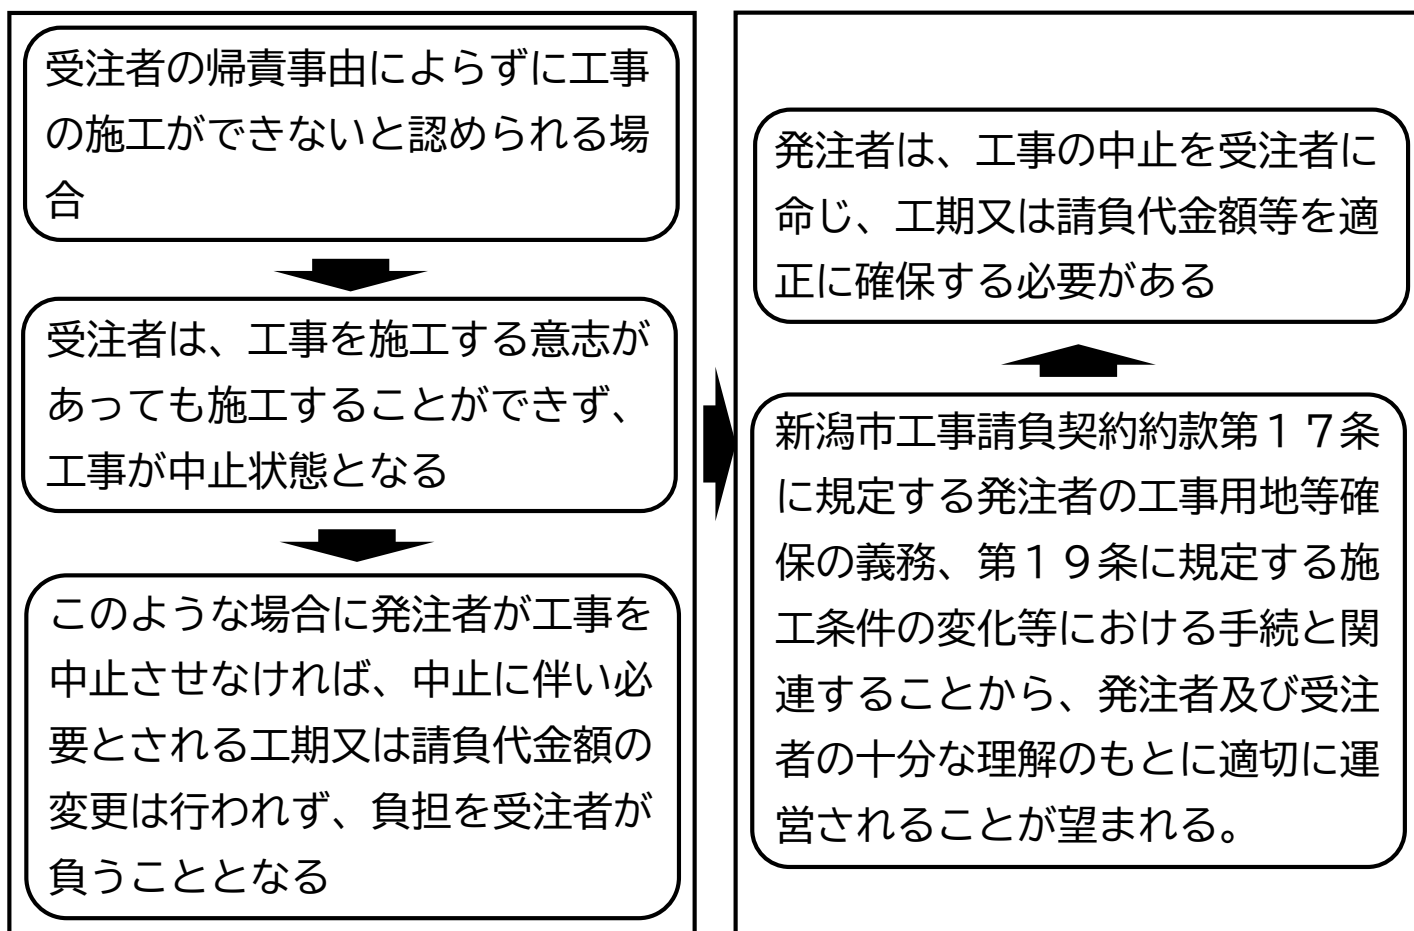 受注者の帰責事由によらずに工事
の施工ができないと認められる場
合
受注者は、工事を施工する意志が
あっても施工することができず、
工事が中止状態となる
このような場合に発注者が工事を
中止させなければ、中止に伴い必
要とされる工期又は請負代金額の
変更は行われず、負担を受注者が
負うこととなる
発注者は、工事の中止を受注者に
命じ、工期又は請負代金額等を適
正に確保する必要がある
新潟市工事請負契約約款第１７条
に規定する発注者の工事用地等確
保の義務、第１９条に規定する施
工条件の変化等における手続と関
連することから、発注者及び受注
者の十分な理解のもとに適切に運
営されることが望まれる。